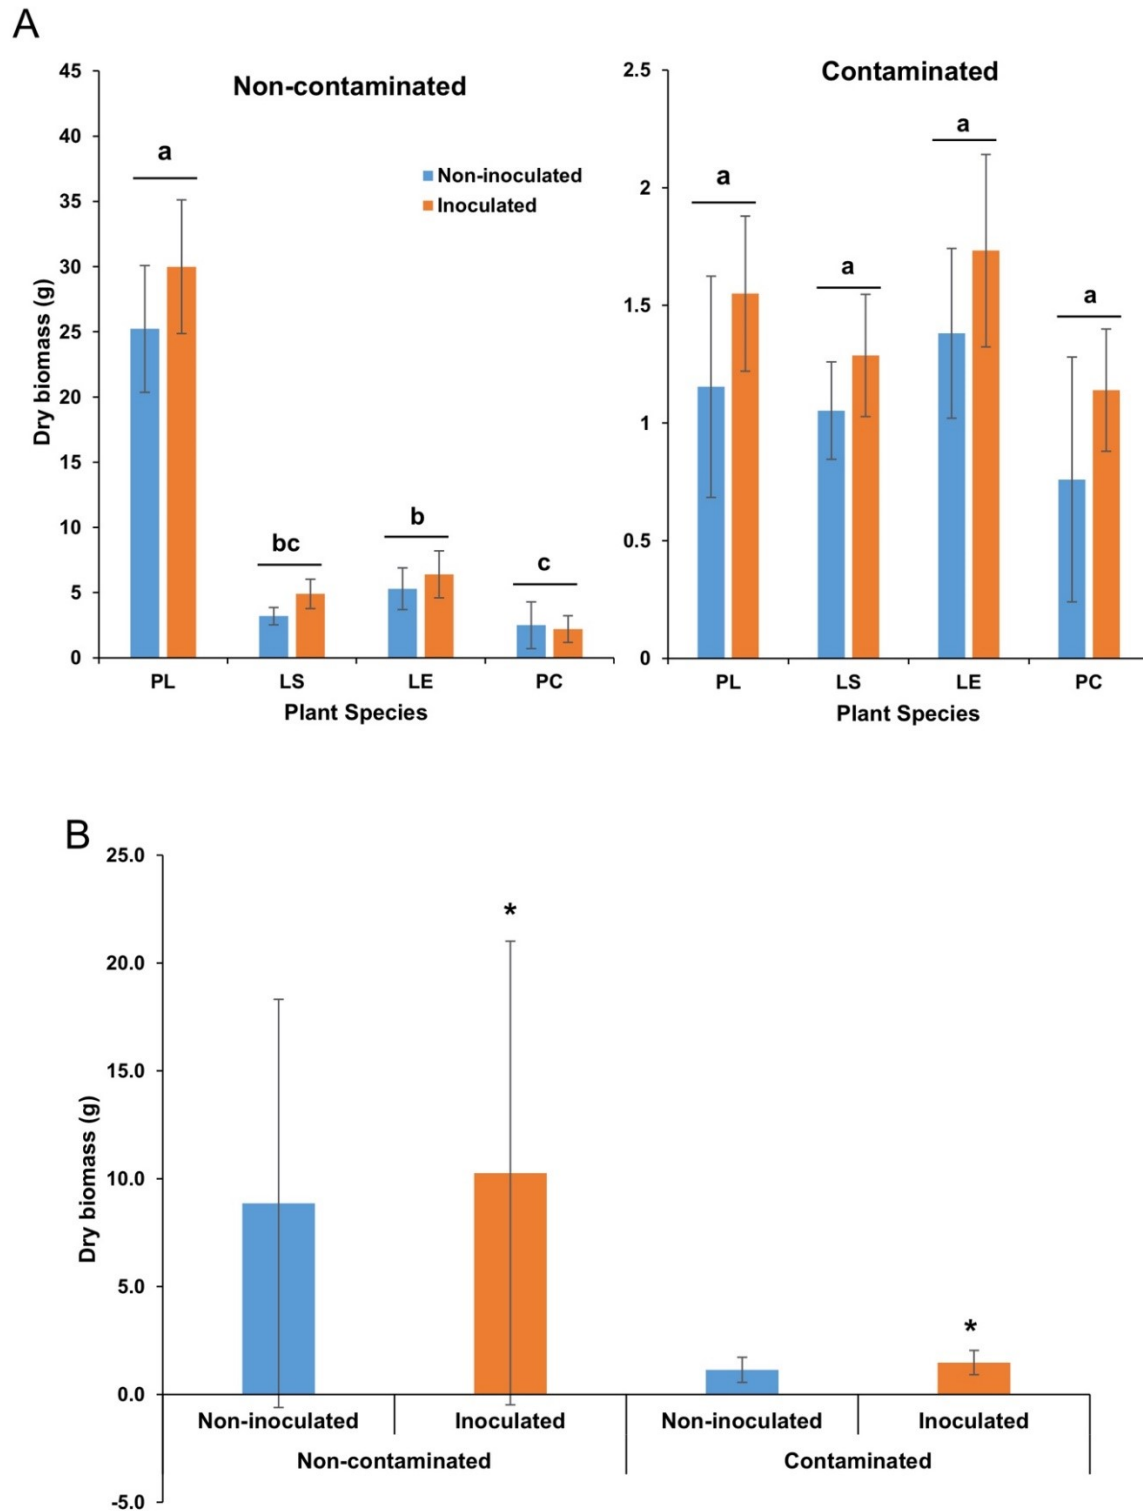 A
Non-contaminated
45
40
35
30
25
20
15
10
5
0
Dry biomass (g)
a
bc
b
c
Non-inoculated
Inoculated
PL LS LE PC
Plant Species
Contaminated
2.5
2
1.5
1
0.5
0
a
a
a
a
PL LS LE PC
Plant Species
B
25.0
20.0
15.0
10.0
5.0
0.0
-5.0
Dry biomass (g)
*
*
Non-inoculated Inoculated Non-inoculated Inoculated
Non-contaminated Contaminated